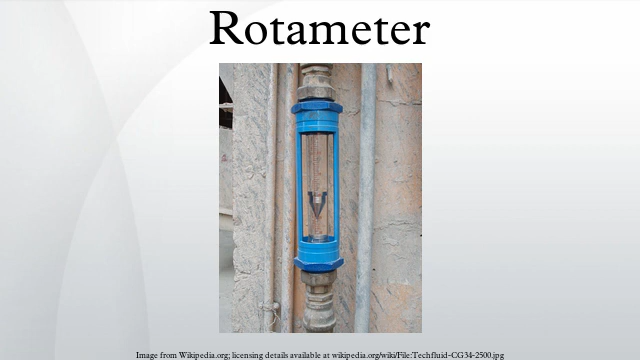 Rotameter
Image from Wikipedia.org; licensing details available at wikipedia.org/wiki/File:Techfluid-CG34-2500.jpg